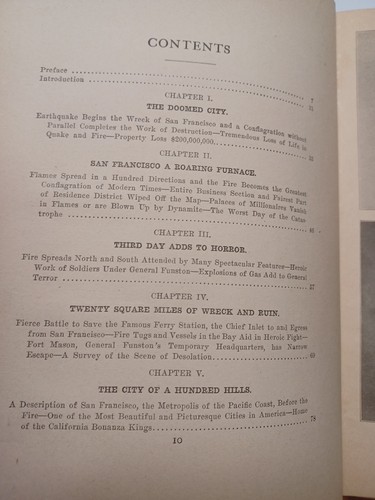 CONTENTS
Preface 7
Introduction
CHAPTER I.
THE DOOMED CITY.
Earthquake Begins the Wreck of San Francisco and a Conflagration without
Parallel Completes the Work of Destruction—Tremendous Loss of Life in
Quake and Fire—Property Loss $200,000,000
CHAPTER II.
SAN FRANCISCO A ROARING FURNACE.
Flames Spread in a Hundred Directions and the Fire Becomes the Greatest
Conflagration of Modern Times—Entire Business Section and Fairest Part
of Residence District Wiped Off the Map—Palaces of Millionaires Vanish
in Flames or are Blown Up by Dynamite—The Worst Day of the Catas-
trophe
CHAPTER III.
THIRD DAY ADDS TO HORROR.
Fire Spreads North and South Attended by Many Spectacular Features—Heroic
Work of Soldiers Under General Funston—Explosions of Gas Add to General
Terror
CHAPTER IV.
TWENTY SQUARE MILES OF WRECK AND RUIN.
Fierce Battle to Save the Famous Ferry Station, the Chief Inlet to and Egress
from San Francisco—Fire Tugs and Vessels in the Bay Aid in Heroic Fight—
Fort Mason, General Funston's Temporary Headquarters, has Narrow
Escape—A Survey of the Scene of Desolation
CHAPTER V.
THE CITY OF A HUNDRED HILLS.
A Description of San Francisco, the Metropolis of the Pacific Coast, Before the
Fire—One of the Most Beautiful and Picturesque Cities in America—Home
of the California Bonanza Kings
10